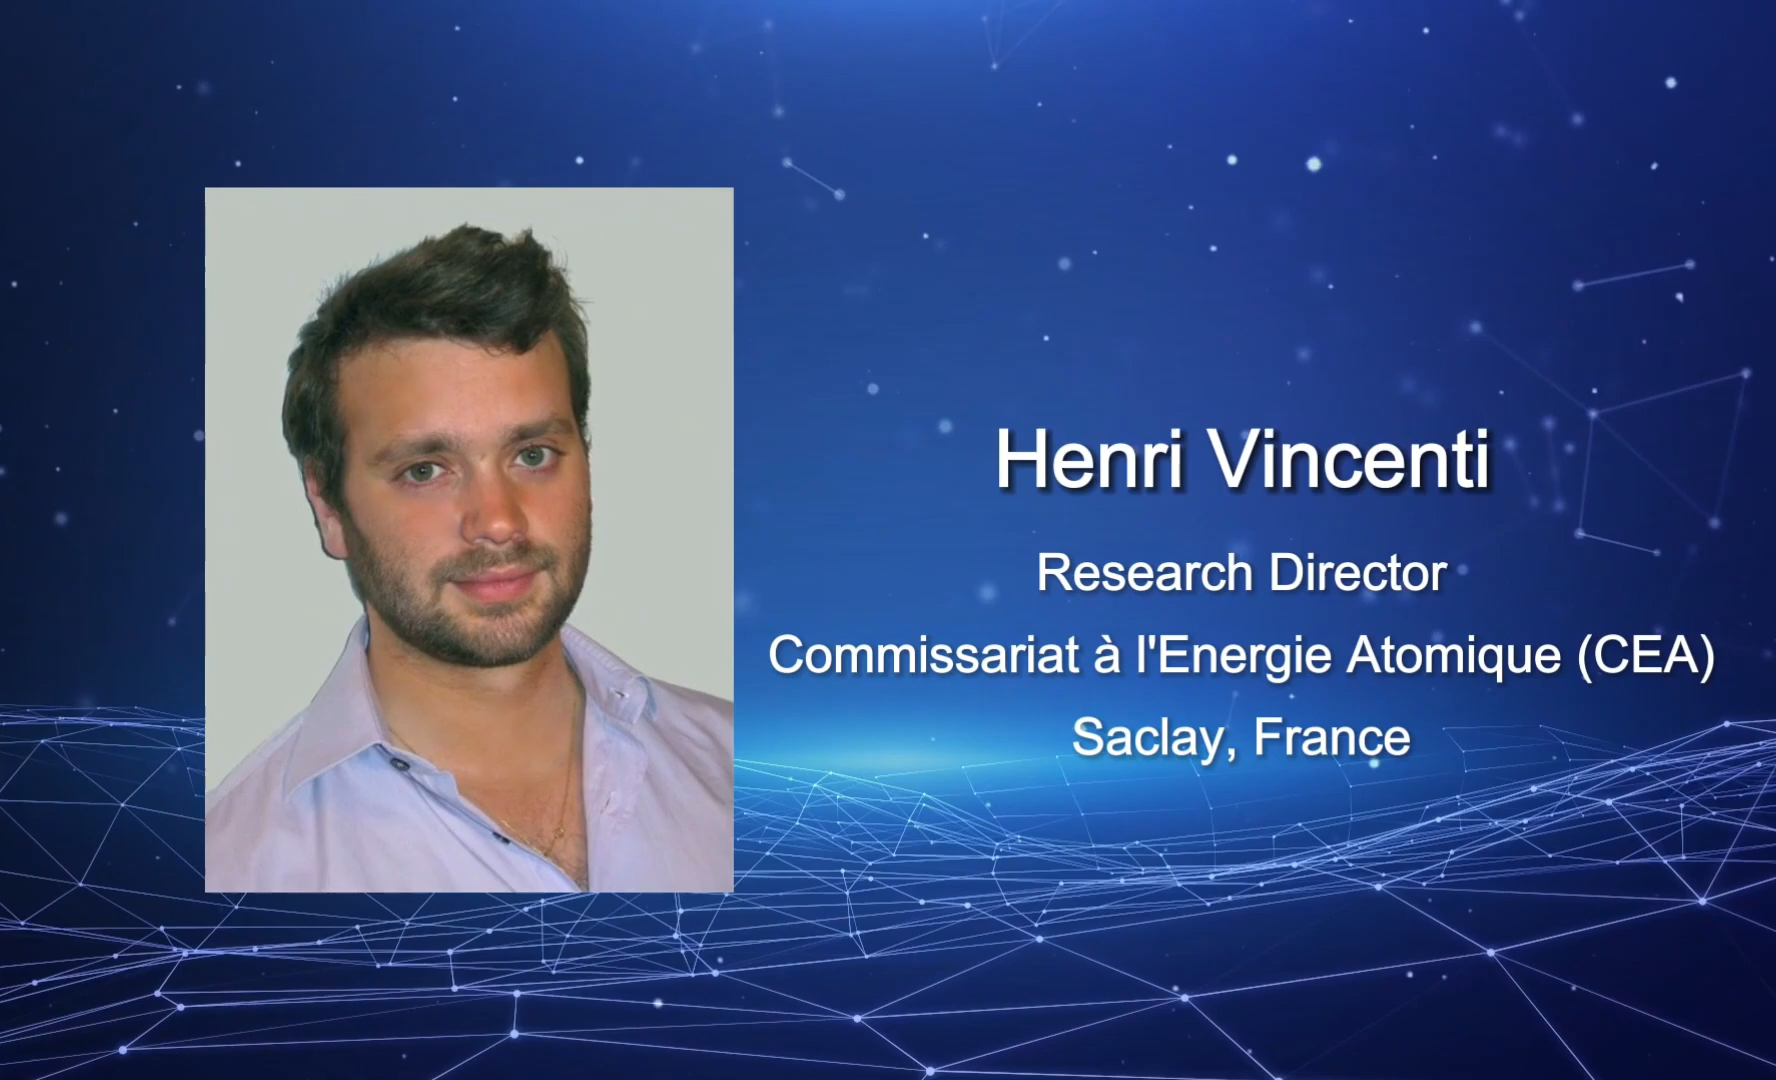 Henri Vincenti
Research Director
Commissariat à l'Energie Atomique (CEA)
Saclay, France